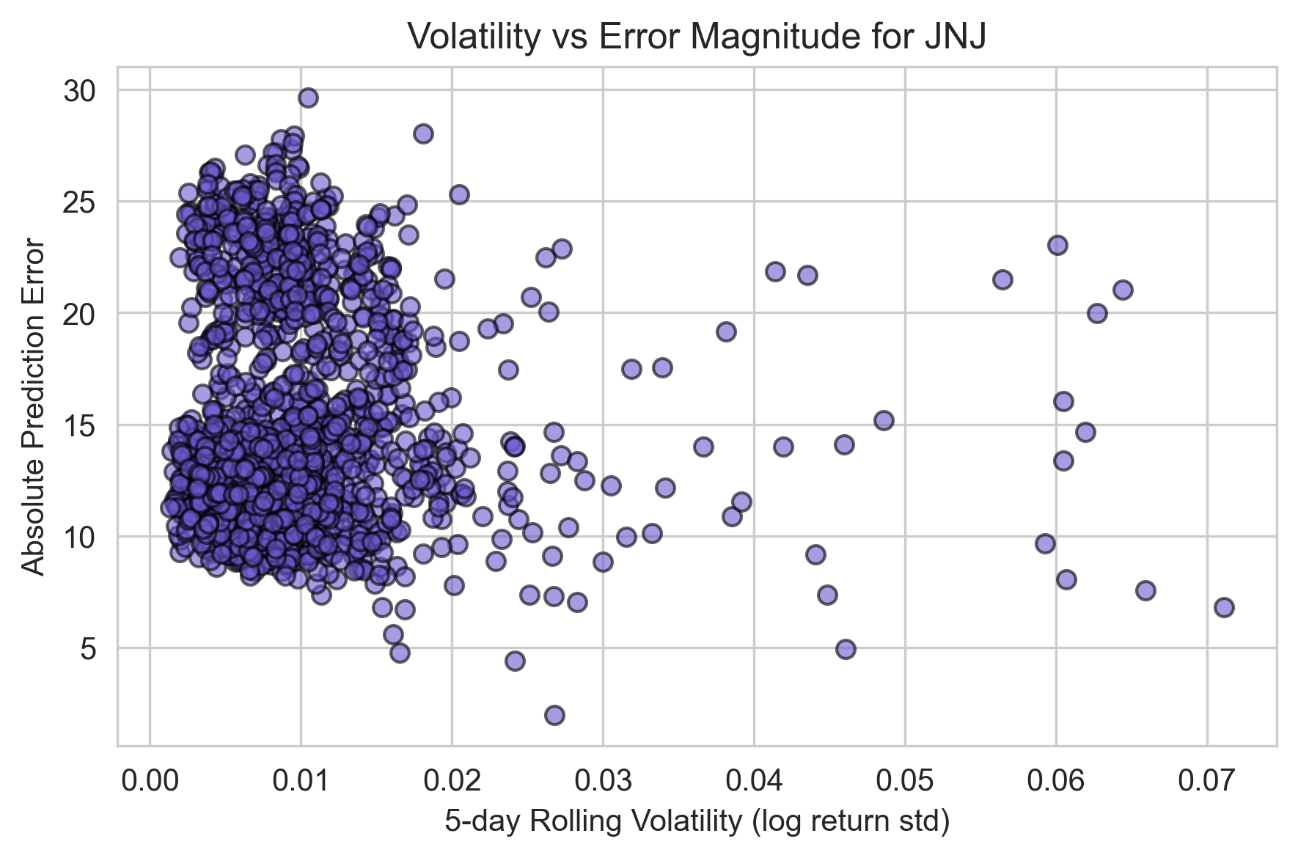 Volatility vs Error Magnitude for JNJ
30
25
20
15
10
5
Absolute Prediction Error
0.00 0.01 0.02 0.03 0.04 0.05 0.06 0.07
5-day Rolling Volatility (log return std)